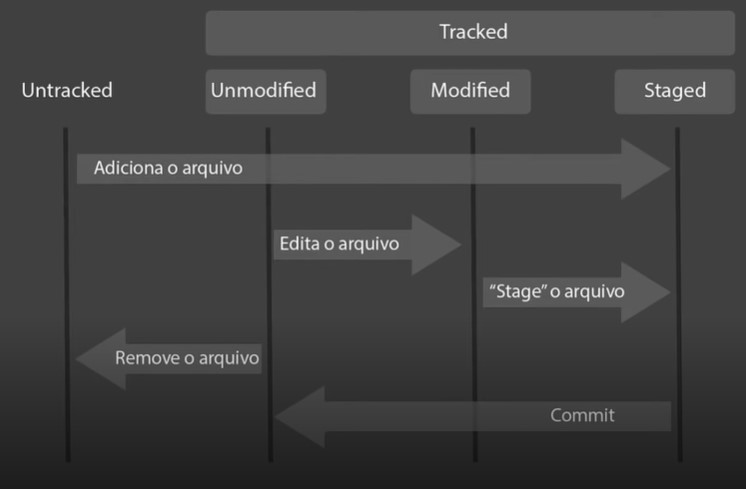 Tracked
Untracked
Unmodified
Modified
Staged
Adiciona o arquivo
Edita o arquivo
“Stage” o arquivo
Remove o arquivo
Commit